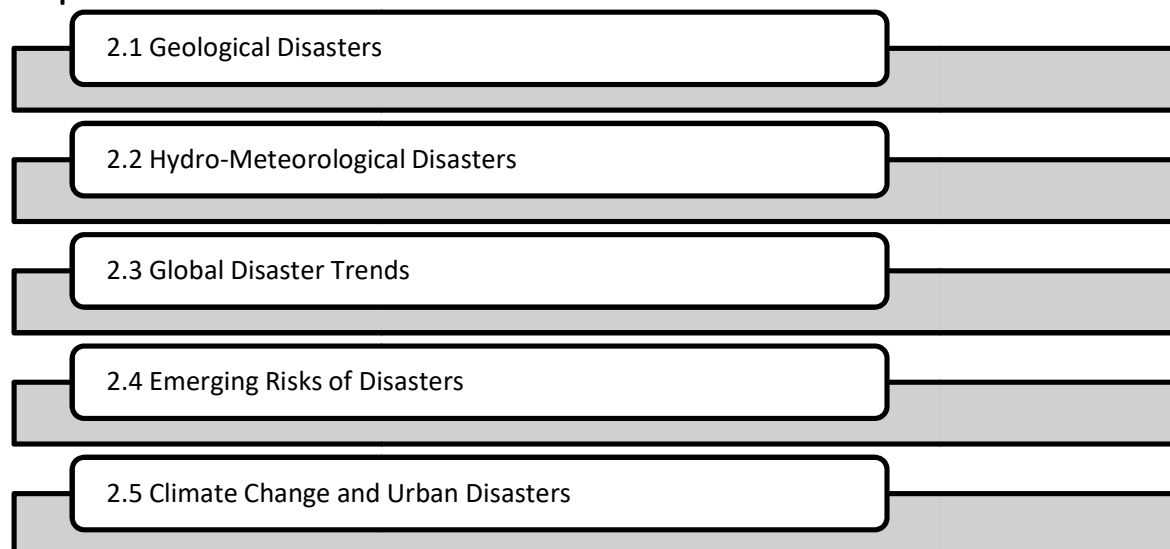 2.1 Geological Disasters
2.2 Hydro-Meteorological Disasters
2.3 Global Disaster Trends
2.4 Emerging Risks of Disasters
2.5 Climate Change and Urban Disasters